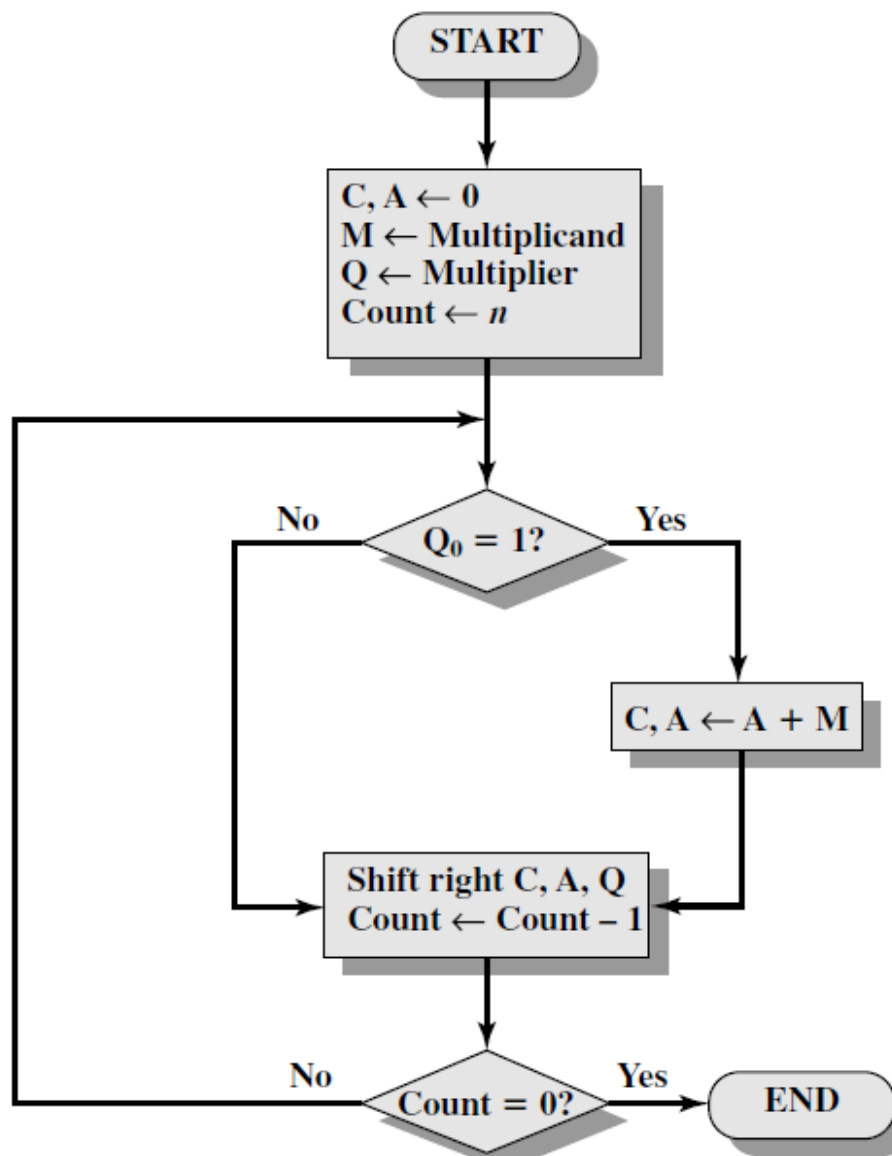 START
C, A ← 0
M ← Multiplicand
Q ← Multiplier
Count ← n
No
Yes
Q₀ = 1?
C, A ← A + M
Shift right C, A, Q
Count ← Count – 1
No
Yes
Count = 0?
END